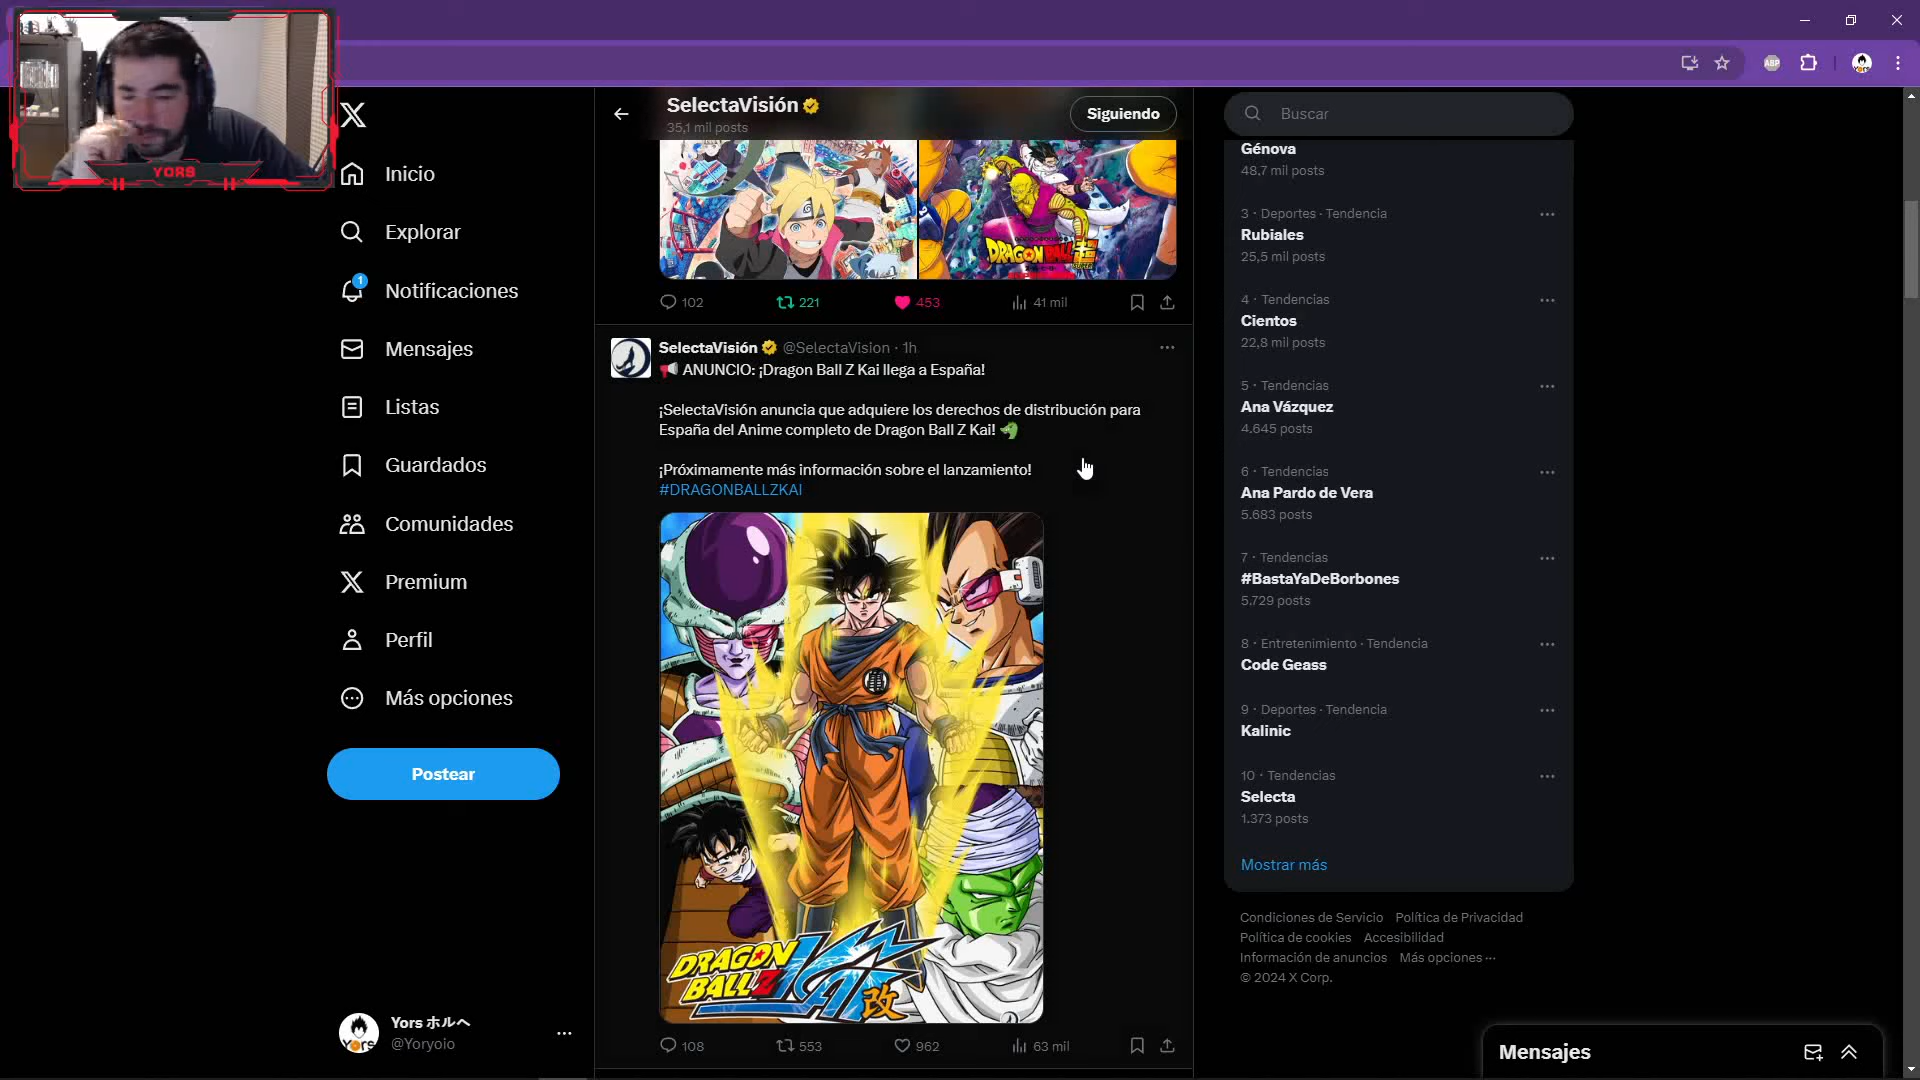 YORS
ABP
Yors
Inicio
Explorar
1
Notificaciones
Mensajes
Listas
Guardados
Comunidades
Premium
Perfil
Más opciones
Postear
Yors ホルヘ
@Yoryoio
SelectaVisión
35,1 mil posts
Siguiendo
DRAGON BALL 超
SUPER
102
221
453
41 mil
SelectaVisión @SelectaVision · 1h
ANUNCIO: ¡Dragon Ball Z Kai llega a España!
¡SelectaVisión anuncia que adquiere los derechos de distribución para
España del Anime completo de Dragon Ball Z Kai!
¡Próximamente más información sobre el lanzamiento!
#DRAGONBALLZKAI
DRAGON
BALL Z KAI 改
108
553
962
63 mil
Buscar
Génova
48,7 mil posts
3 · Deportes · Tendencia
Rubiales
25,5 mil posts
4 · Tendencias
Cientos
22,8 mil posts
5 · Tendencias
Ana Vázquez
4.645 posts
6 · Tendencias
Ana Pardo de Vera
5.683 posts
7 · Tendencias
#BastaYaDeBorbones
5.729 posts
8 · Entretenimiento · Tendencia
Code Geass
9 · Deportes · Tendencia
Kalinic
10 · Tendencias
Selecta
1.373 posts
Mostrar más
Condiciones de Servicio Política de Privacidad
Política de cookies Accesibilidad
Información de anuncios Más opciones ···
© 2024 X Corp.
Mensajes